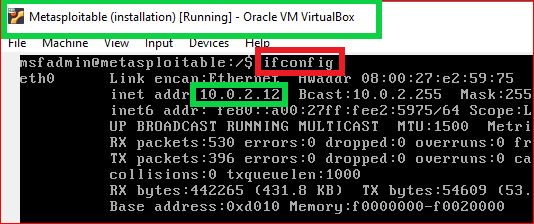 Metasploitable (installation) [Running] - Oracle VM VirtualBox
File Machine View Input Devices Help
msfadmin@metasploitable:/$ ifconfig
eth0 Link encap:Ethernet HWaddr 08:00:27:e2:59:75
inet addr:10.0.2.12 Bcast:10.0.2.255 Mask:255
inet6 addr: fe80::a00:27ff:fee2:5975/64 Scope:L
UP BROADCAST RUNNING MULTICAST MTU:1500 Metri
RX packets:530 errors:0 dropped:0 overruns:0 fr
TX packets:396 errors:0 dropped:0 overruns:0 ca
collisions:0 txqueuelen:1000
RX bytes:442265 (431.8 KB) TX bytes:54609 (53.
Base address:0xd010 Memory:f0000000-f0020000